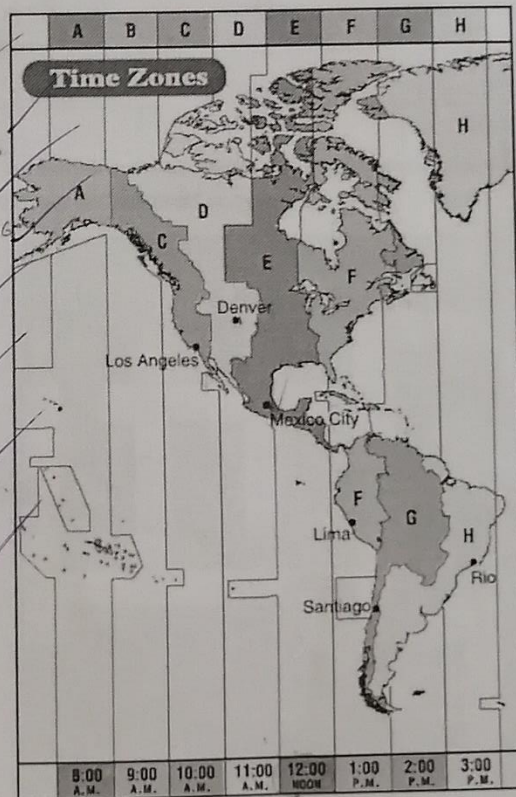 A B C D E F G H
Time Zones
H
A
D
C
E
F
Denver
Los Angeles
Mexico City
F
G
H
Lima
Rio
Santiago
8:00 9:00 10:00 11:00 12:00 1:00 2:00 3:00
A.M. A.M. A.M. A.M. NOON P.M. P.M. P.M.